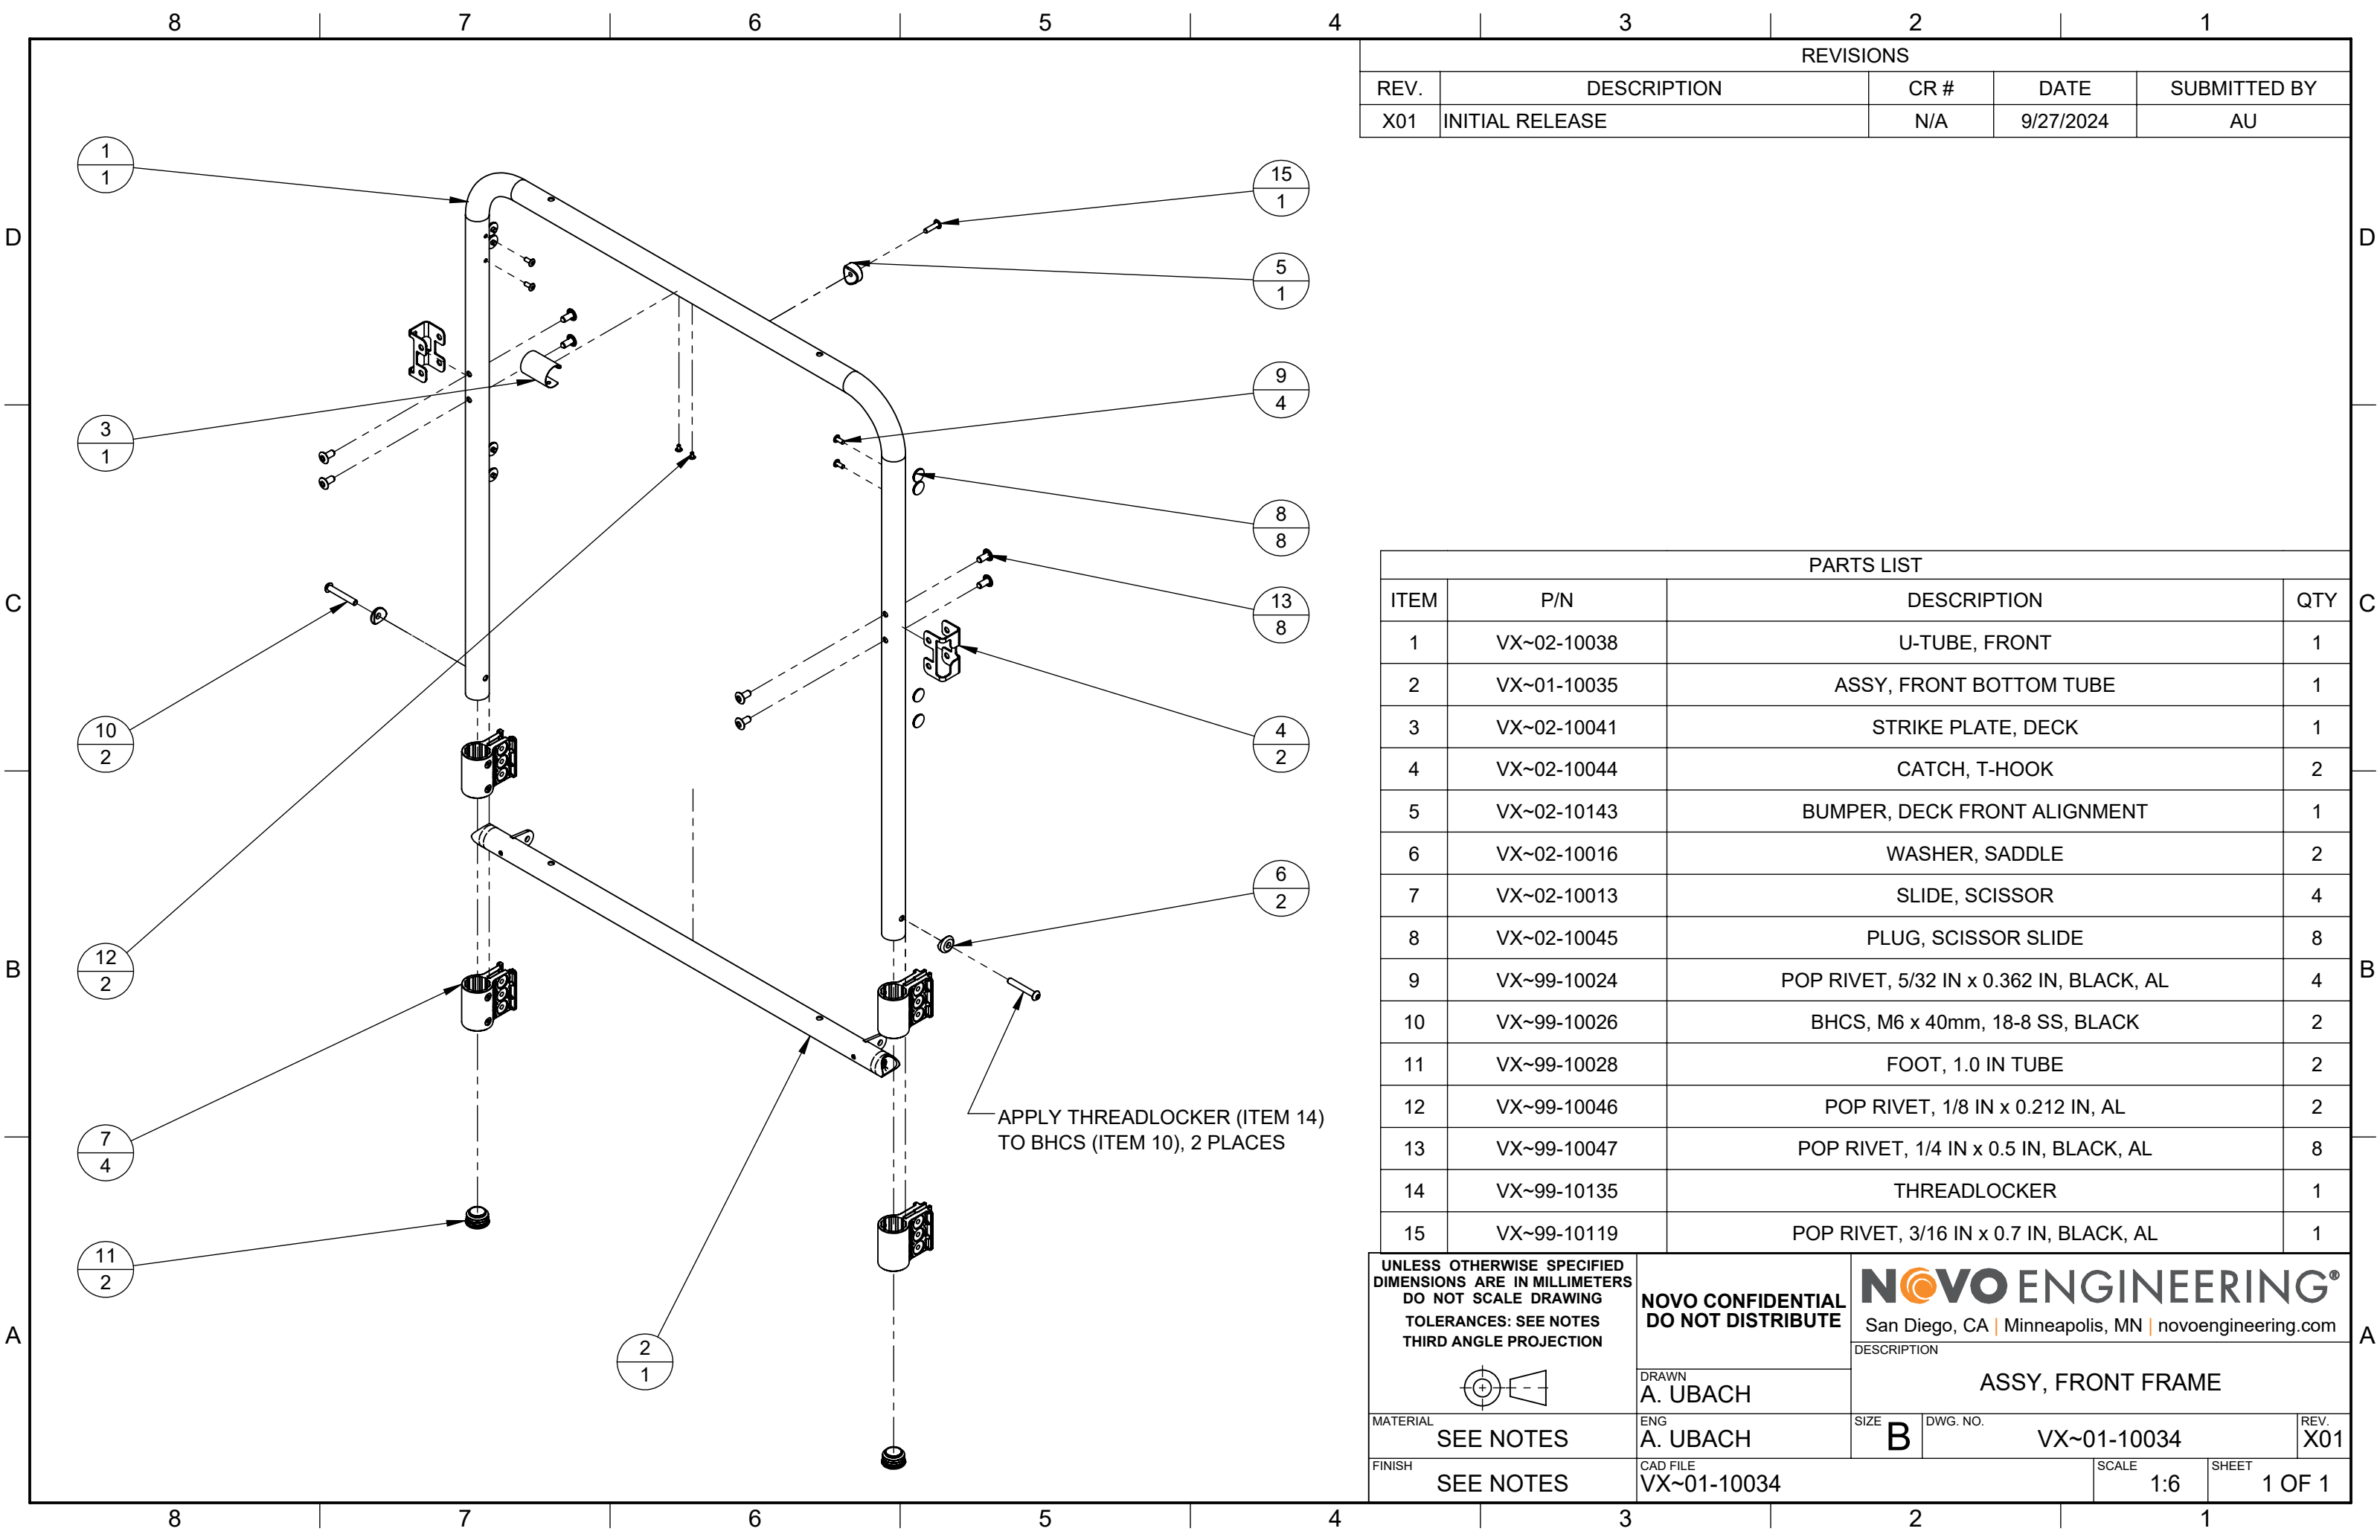 8 7 6 5 4 3 2 1
REVISIONS
REV. DESCRIPTION CR # DATE SUBMITTED BY
X01 INITIAL RELEASE N/A 9/27/2024 AU
D D
C C
B B
A A
1
1
15
1
5
1
9
4
3
1
8
8
13
8
10
2
4
2
6
2
12
2
7
4
11
2
2
1
APPLY THREADLOCKER (ITEM 14)
TO BHCS (ITEM 10), 2 PLACES
PARTS LIST
ITEM P/N DESCRIPTION QTY
1 VX~02-10038 U-TUBE, FRONT 1
2 VX~01-10035 ASSY, FRONT BOTTOM TUBE 1
3 VX~02-10041 STRIKE PLATE, DECK 1
4 VX~02-10044 CATCH, T-HOOK 2
5 VX~02-10143 BUMPER, DECK FRONT ALIGNMENT 1
6 VX~02-10016 WASHER, SADDLE 2
7 VX~02-10013 SLIDE, SCISSOR 4
8 VX~02-10045 PLUG, SCISSOR SLIDE 8
9 VX~99-10024 POP RIVET, 5/32 IN x 0.362 IN, BLACK, AL 4
10 VX~99-10026 BHCS, M6 x 40mm, 18-8 SS, BLACK 2
11 VX~99-10028 FOOT, 1.0 IN TUBE 2
12 VX~99-10046 POP RIVET, 1/8 IN x 0.212 IN, AL 2
13 VX~99-10047 POP RIVET, 1/4 IN x 0.5 IN, BLACK, AL 8
14 VX~99-10135 THREADLOCKER 1
15 VX-99-10119 POP RIVET, 3/16 IN x 0.7 IN, BLACK, AL 1
UNLESS OTHERWISE SPECIFIED
DIMENSIONS ARE IN MILLIMETERS
DO NOT SCALE DRAWING
TOLERANCES: SEE NOTES
THIRD ANGLE PROJECTION
NOVO CONFIDENTIAL
DO NOT DISTRIBUTE
NOVO ENGINEERING®
San Diego, CA | Minneapolis, MN | novoengineering.com
DESCRIPTION
ASSY, FRONT FRAME
DRAWN
A. UBACH
MATERIAL
SEE NOTES
ENG
A. UBACH
SIZE
B
DWG. NO.
VX~01-10034
REV.
X01
FINISH
SEE NOTES
CAD FILE
VX~01-10034
SCALE
1:6
SHEET
1 OF 1
8 7 6 5 4 3 2 1